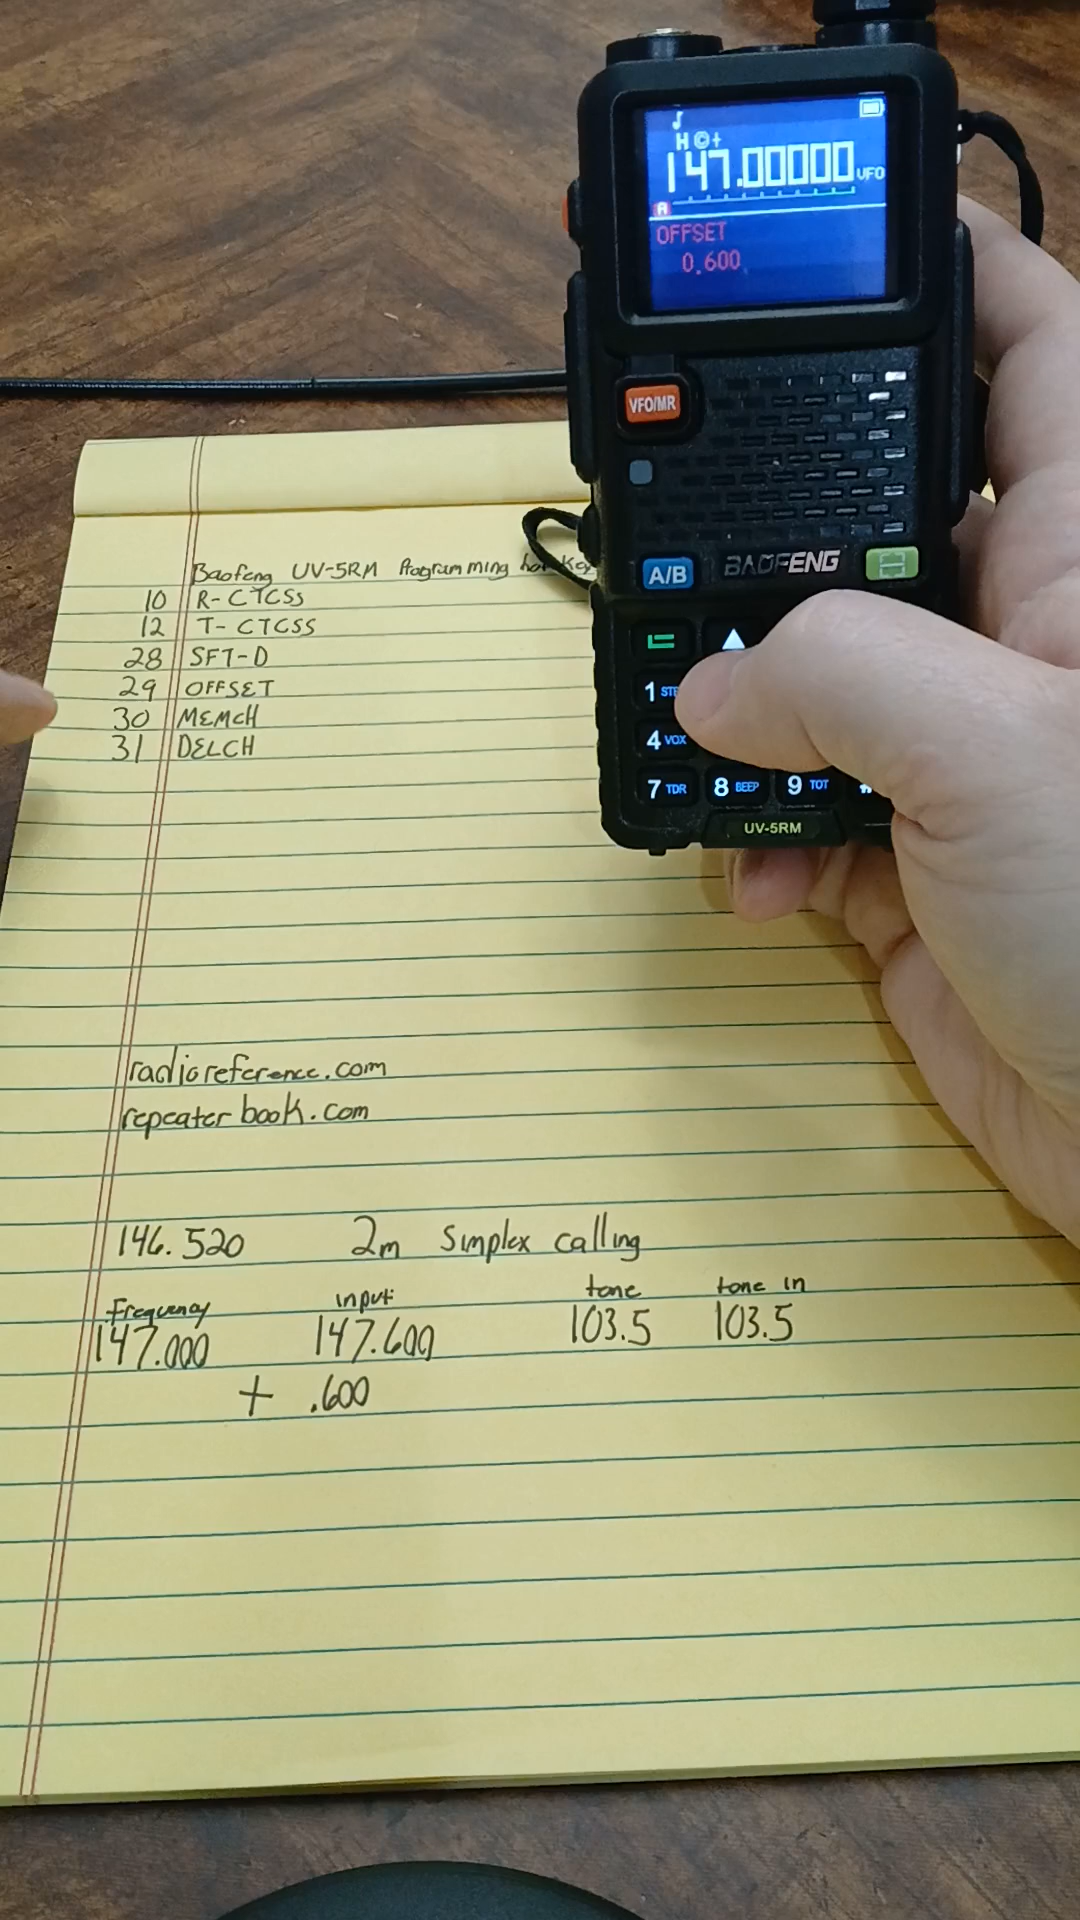 H C +
147.00000 VFO
A
OFFSET
0.600
VFO/MR
A/B BAOFENG
1
4 VOX
7 TDR 8 BEEP 9 TOT
UV-5RM
Baofeng UV-5RM Programming Key
10 R-CTCSS
12 T-CTCSS
28 SFT-D
29 OFFSET
30 MEMCH
31 DELCH
radioreference.com
repeaterbook.com
146.520 2m Simplex calling
frequency input tone tone in
147.000 147.600 103.5 103.5
+ .600